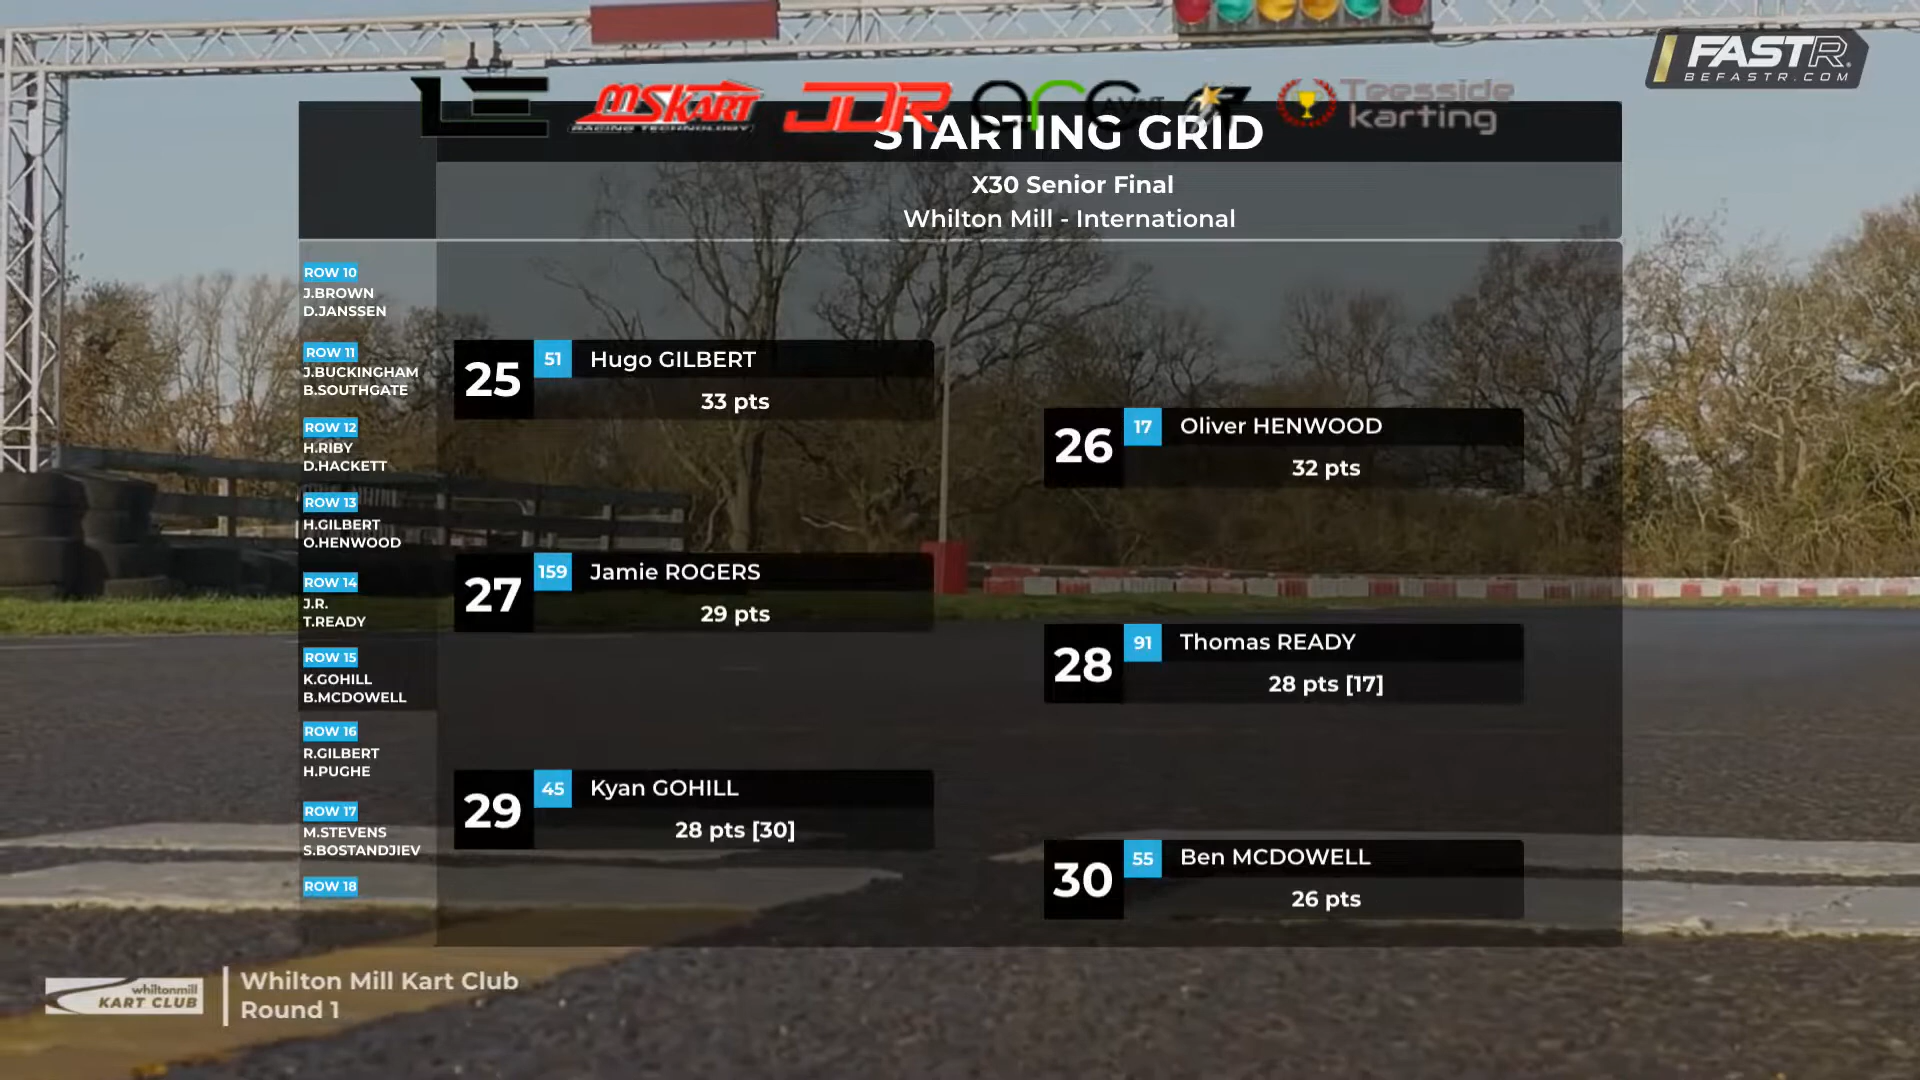 FASTR
BEFASTR.COM
LE
MSKART
RACING TECHNOLOGY
JDR
arc
Teesside
karting
STARTING GRID
X30 Senior Final
Whilton Mill - International
ROW 10
J.BROWN
D.JANSSEN
ROW 11
J.BUCKINGHAM
B.SOUTHGATE
ROW 12
H.RIBY
D.HACKETT
ROW 13
H.GILBERT
O.HENWOOD
ROW 14
J.R.
T.READY
ROW 15
K.GOHILL
B.MCDOWELL
ROW 16
R.GILBERT
H.PUGHE
ROW 17
M.STEVENS
S.BOSTANDJIEV
ROW 18
25 51 Hugo GILBERT
33 pts
26 17 Oliver HENWOOD
32 pts
27 159 Jamie ROGERS
29 pts
28 91 Thomas READY
28 pts [17]
29 45 Kyan GOHILL
28 pts [30]
30 55 Ben MCDOWELL
26 pts
whiltonmill
KART CLUB
Whilton Mill Kart Club
Round 1